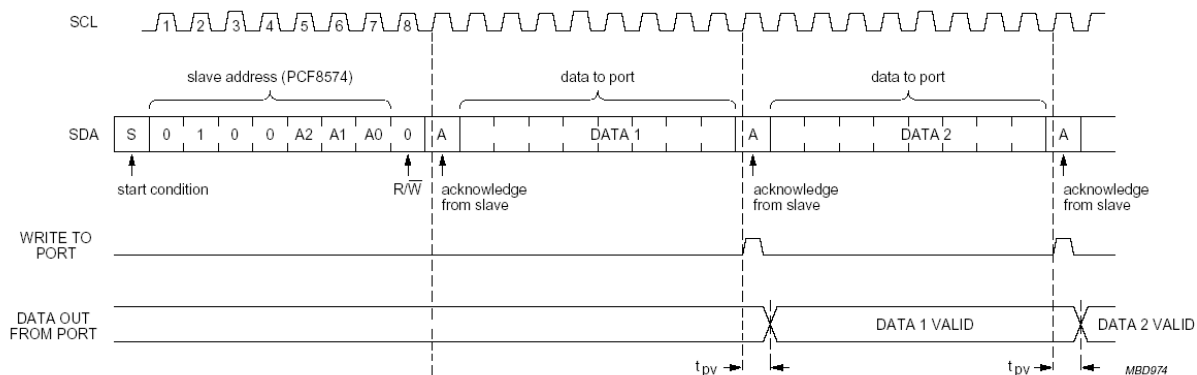 SCL
1 2 3 4 5 6 7 8
slave address (PCF8574)
data to port
data to port
SDA
S 0 1 0 0 A2 A1 A0 0 A DATA 1 A DATA 2 A
start condition
R/W̅
acknowledge
from slave
acknowledge
from slave
acknowledge
from slave
WRITE TO
PORT
DATA OUT
FROM PORT
DATA 1 VALID
DATA 2 VALID
tpv
tpv
MBD974